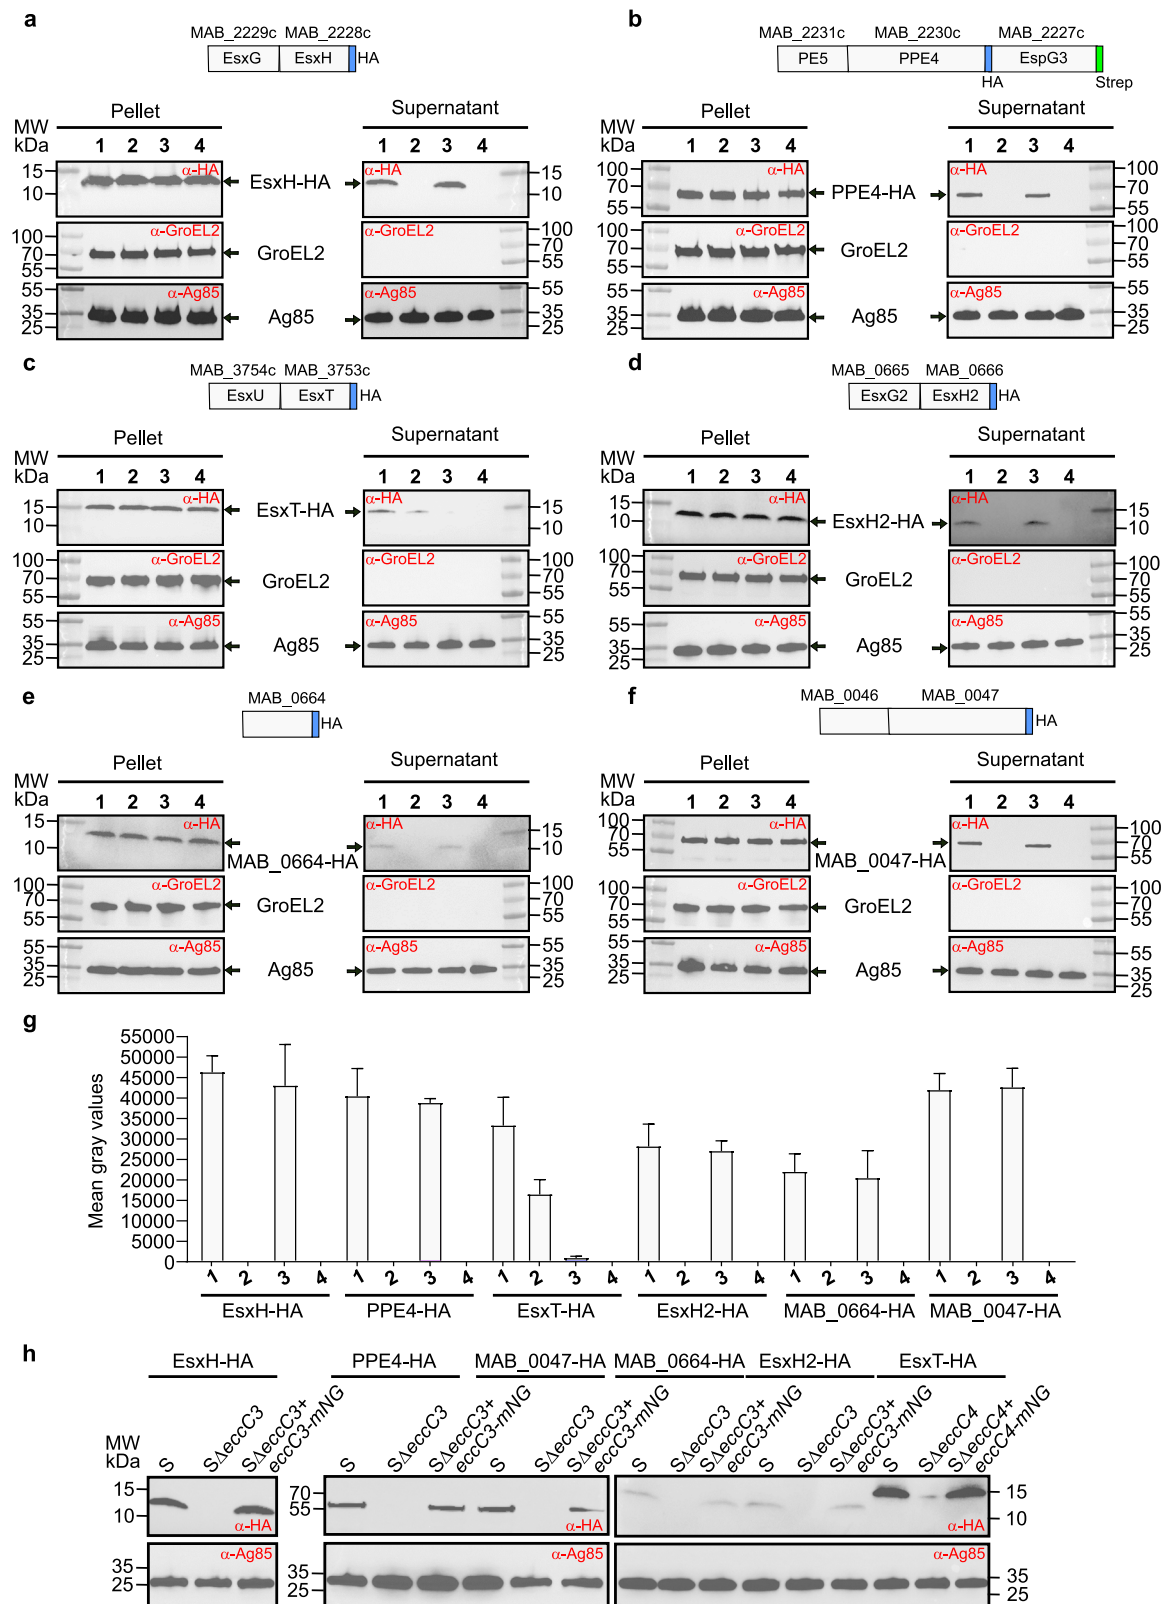 a
MAB_2229c MAB_2228c
EsxG EsxH HA
Pellet Supernatant
MW
kDa
1 2 3 4 1 2 3 4
15 α-HA α-HA 15
10 EsxH-HA 10
100 α-GroEL2 α-GroEL2 100
70 GroEL2 70
55 55
55 α-Ag85 α-Ag85 55
35 Ag85 35
25 25
b
MAB_2231c MAB_2230c MAB_2227c
PE5 PPE4 EspG3
HA Strep
Pellet Supernatant
MW
kDa
1 2 3 4 1 2 3 4
100 α-HA α-HA 100
70 PPE4-HA 70
55 55
100 α-GroEL2 α-GroEL2 100
70 GroEL2 70
55 55
55 α-Ag85 α-Ag85 55
35 Ag85 35
25 25
c
MAB_3754c MAB_3753c
EsxU EsxT HA
Pellet Supernatant
MW
kDa
1 2 3 4 1 2 3 4
15 α-HA α-HA 15
10 EsxT-HA 10
100 α-GroEL2 α-GroEL2 100
70 GroEL2 70
55 55
55 α-Ag85 α-Ag85 55
35 Ag85 35
25 25
d
MAB_0665 MAB_0666
EsxG2 EsxH2 HA
Pellet Supernatant
MW
kDa
1 2 3 4 1 2 3 4
15 α-HA α-HA 15
10 EsxH2-HA 10
100 α-GroEL2 α-GroEL2 100
70 GroEL2 70
55 55
55 α-Ag85 α-Ag85 55
35 Ag85 35
25 25
e
MAB_0664
HA
Pellet Supernatant
MW
kDa
1 2 3 4 1 2 3 4
15 α-HA α-HA 15
10 MAB_0664-HA 10
100 α-GroEL2 α-GroEL2 100
70 GroEL2 70
55 55
55 α-Ag85 α-Ag85 55
35 Ag85 35
25 25
f
MAB_0046 MAB_0047
HA
Pellet Supernatant
MW
kDa
1 2 3 4 1 2 3 4
100 α-HA α-HA 100
70 MAB_0047-HA 70
55 55
100 α-GroEL2 α-GroEL2 100
70 GroEL2 70
55 55
55 α-Ag85 α-Ag85 55
35 Ag85 35
25 25
g
Mean gray values
55000
50000
45000
40000
35000
30000
25000
20000
15000
10000
5000
0
1 2 3 4 1 2 3 4 1 2 3 4 1 2 3 4 1 2 3 4 1 2 3 4
EsxH-HA PPE4-HA EsxT-HA EsxH2-HA MAB_0664-HA MAB_0047-HA
h
EsxH-HA PPE4-HA MAB_0047-HA MAB_0664-HA EsxH2-HA EsxT-HA
S SΔeccC3 SΔeccC3+ eccC3-mNG S SΔeccC3 SΔeccC3+ eccC3-mNG S SΔeccC3 SΔeccC3+ eccC3-mNG S SΔeccC3 SΔeccC3+ eccC3-mNG S SΔeccC3 SΔeccC3+ eccC3-mNG S SΔeccC4 SΔeccC4+ eccC4-mNG
MW
kDa
15 70 15
10 55 10
α-HA α-HA α-HA
α-Ag85 α-Ag85 α-Ag85
35 35 35
25 25 25